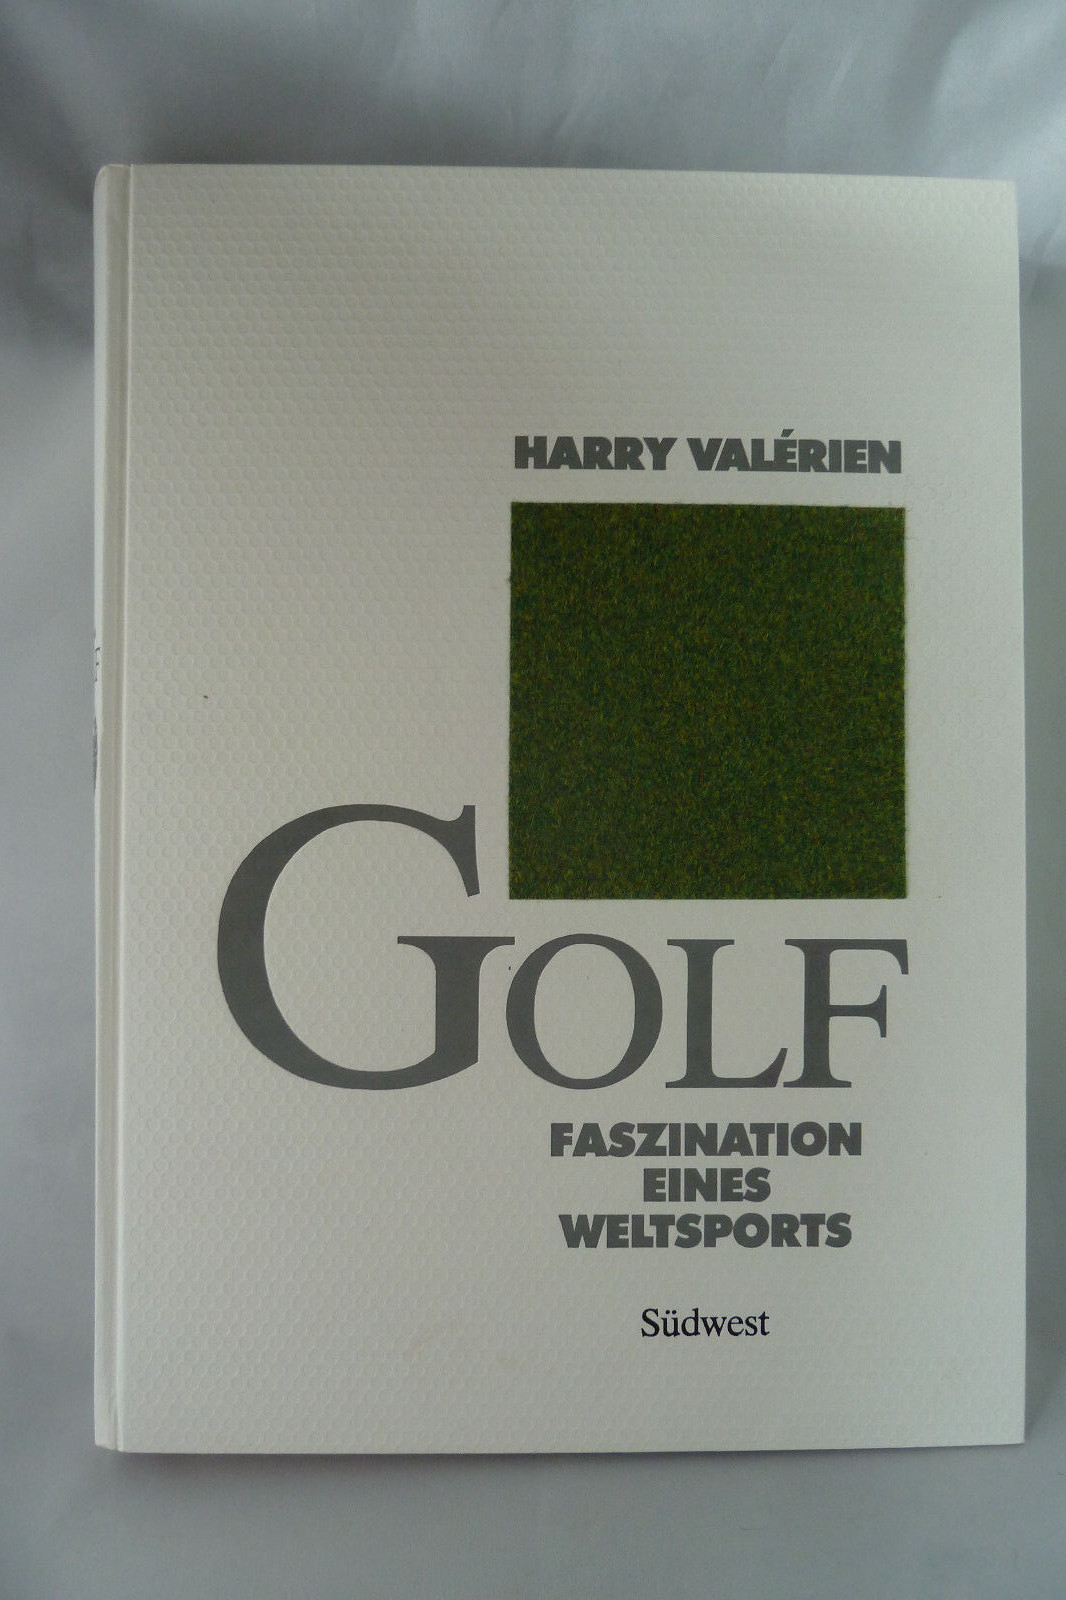 HARRY VALÉRIEN
GOLF
FASZINATION
EINES
WELTSPORTS
Südwest